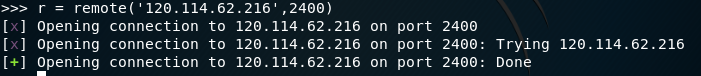 >>> r = remote('120.114.62.216',2400)
[x] Opening connection to 120.114.62.216 on port 2400
[x] Opening connection to 120.114.62.216 on port 2400: Trying 120.114.62.216
[+] Opening connection to 120.114.62.216 on port 2400: Done